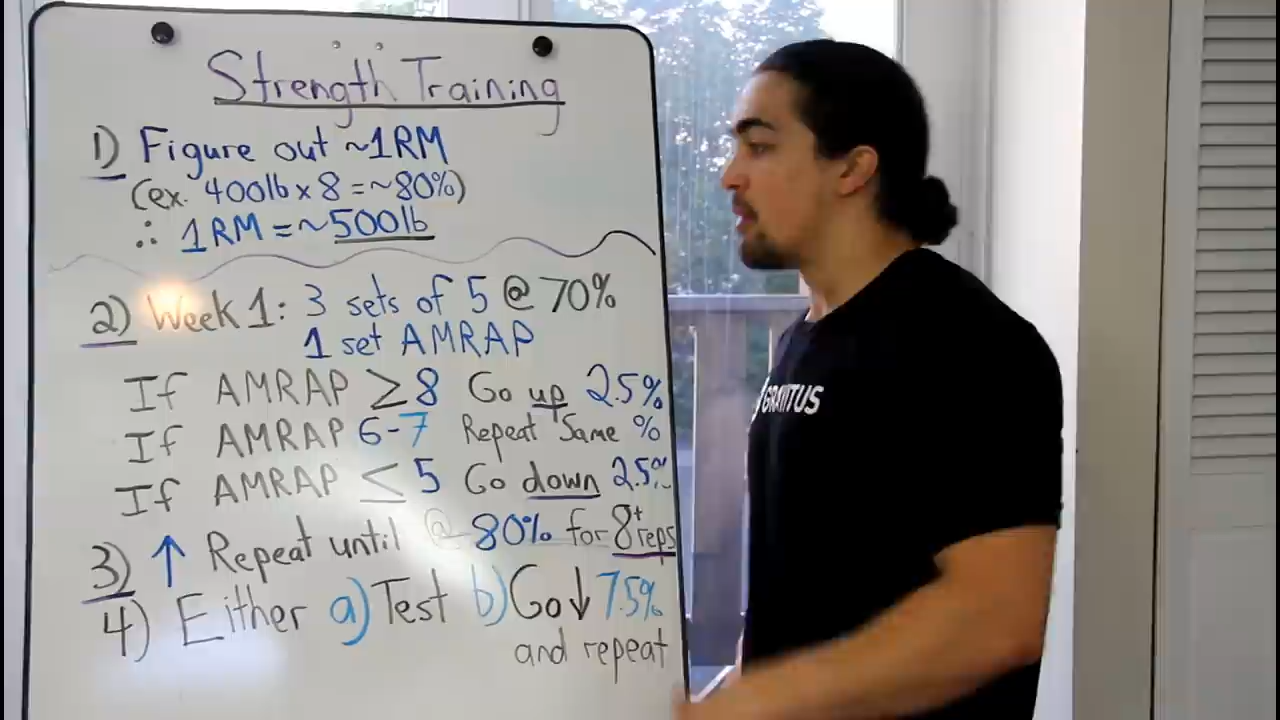 Strength Training
1) Figure out ~1RM
(ex. 400lb x 8 = ~80%)
∴ 1RM = ~500lb
2) Week 1: 3 sets of 5 @ 70%
1 set AMRAP
If AMRAP ≥8 Go up 2.5%
If AMRAP 6-7 Repeat Same %
If AMRAP ≤ 5 Go down 2.5%
3) ↑ Repeat until @ 80% for 8+ reps
4) Either a) Test b) Go ↓ 7.5%
and repeat
GRAVITUS